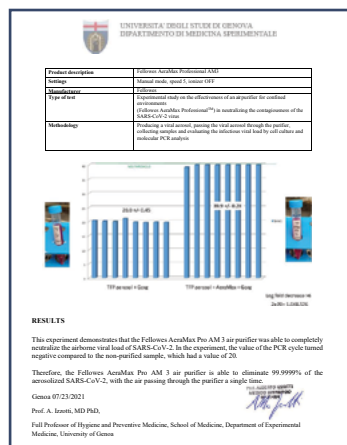 UNIVERSITA' DEGLI STUDI DI GENOVA
DIPARTIMENTO DI MEDICINA SPERIMENTALE
Product description Fellowes AeraMax Professional AM3
Settings Manual mode, speed 5, ionizer OFF
Manufacturer Fellowes
Type of test Experimental study on the effectiveness of an air purifier for confined
environments
(Fellowes AeraMax Professional™) in neutralizing the contagiousness of the
SARS-CoV-2 virus
Methodology Producing a viral aerosol, passing the viral aerosol through the purifier,
collecting samples and evaluating the infectious viral load by cell culture and
molecular PCR analysis
RESULTS
This experiment demonstrates that the Fellowes AeraMax Pro AM 3 air purifier was able to completely
neutralize the airborne viral load of SARS-CoV-2. In the experiment, the value of the PCR cycle turned
negative compared to the non-purified sample, which had a value of 20.
Therefore, the Fellowes AeraMax Pro AM 3 air purifier is able to eliminate 99.9999% of the
aerosolized SARS-CoV-2, with the air passing through the purifier a single time.
Genoa 07/23/2021
Prof. A. Izzotti, MD PhD,
Full Professor of Hygiene and Preventive Medicine, School of Medicine, Department of Experimental
Medicine, University of Genoa